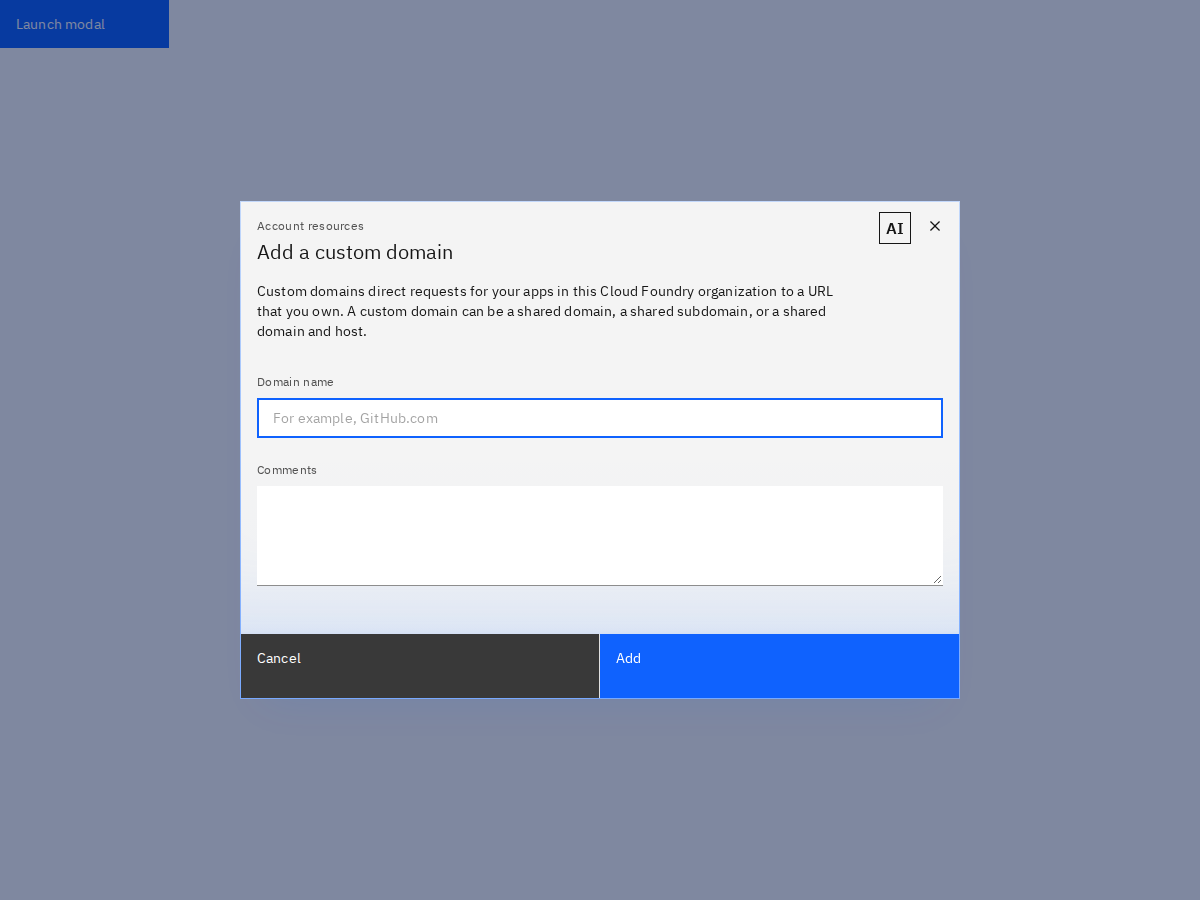 Launch modal
Account resources
AI
Add a custom domain
Custom domains direct requests for your apps in this Cloud Foundry organization to a URL
that you own. A custom domain can be a shared domain, a shared subdomain, or a shared
domain and host.
Domain name
For example, GitHub.com
Comments
Cancel
Add